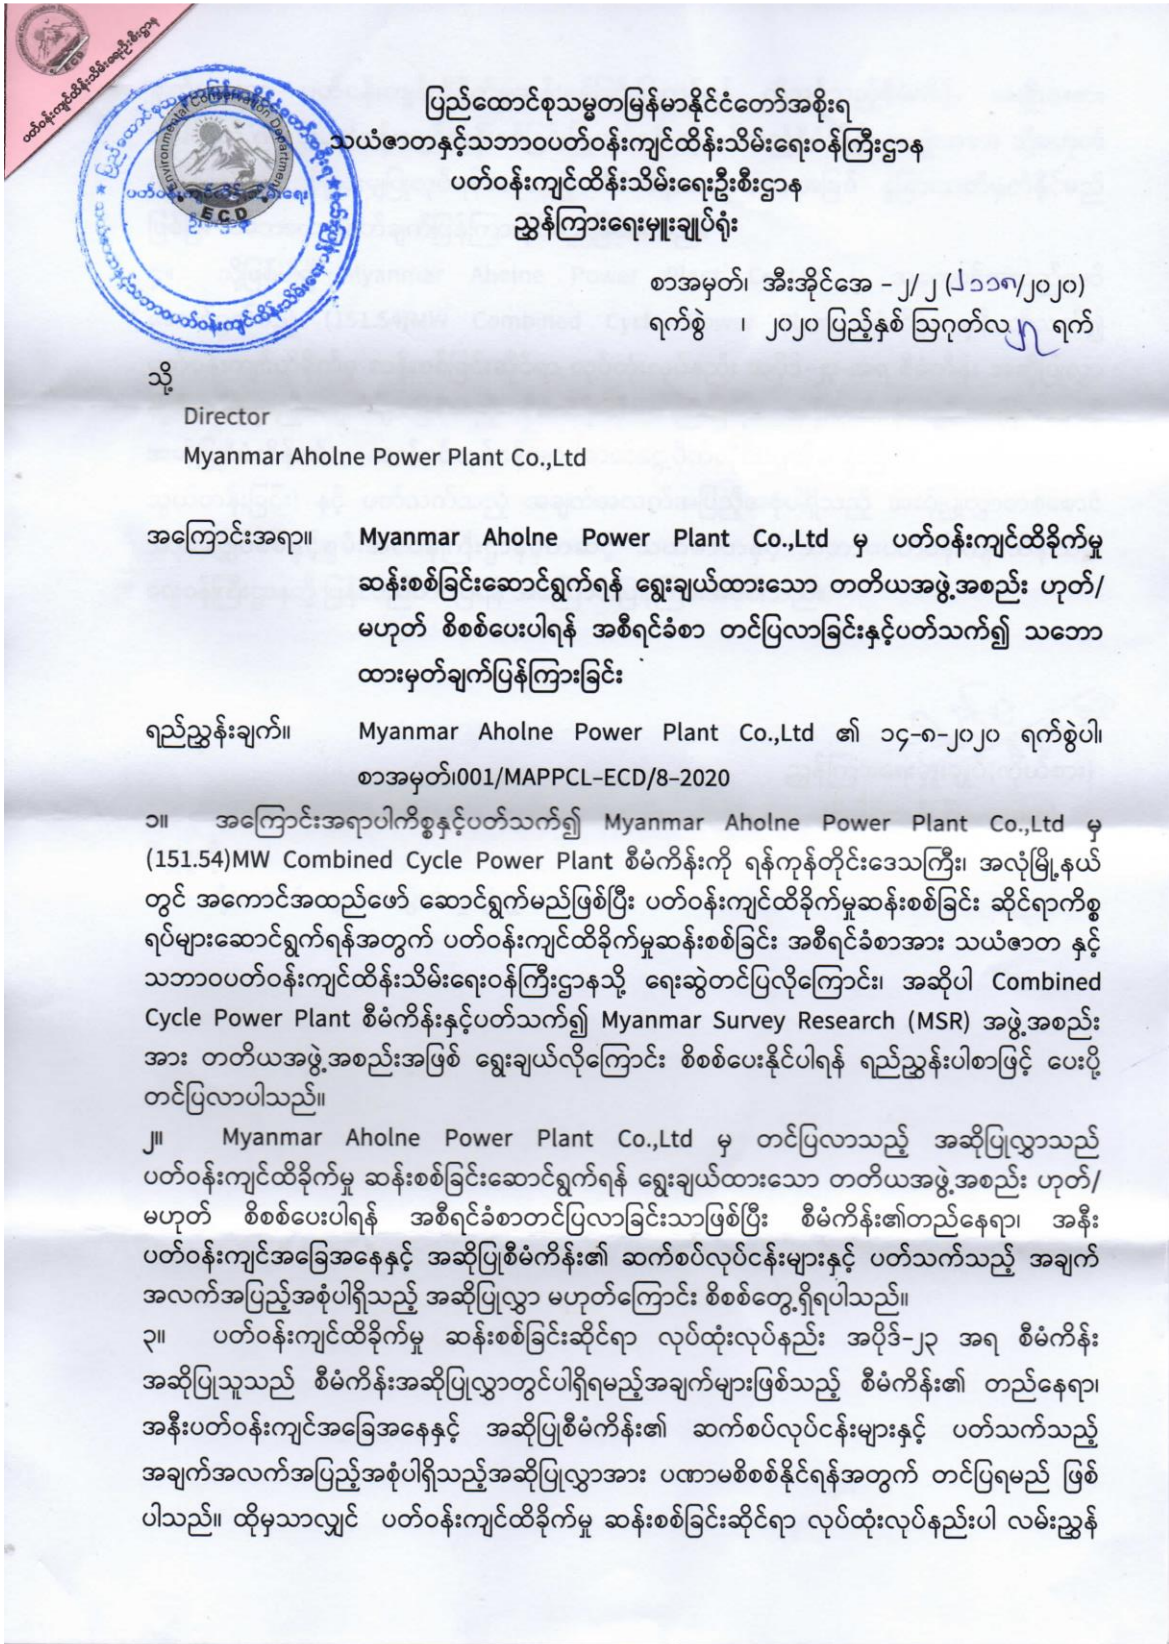 ပတ်ဝန်းကျင်ထိန်းသိမ်းရေးဦးစီးဌာန
Environmental Conservation Department
ECD
ပတ်ဝန်းကျင်ထိန်းသိမ်းရေး
ဦးစီးဌာန
ပြည်ထောင်စုသမ္မတမြန်မာနိုင်ငံတော်အစိုးရ
သယံဇာတနှင့်သဘာဝပတ်ဝန်းကျင်ထိန်းသိမ်းရေးဝန်ကြီးဌာန
ပတ်ဝန်းကျင်ထိန်းသိမ်းရေးဦးစီးဌာန
ညွှန်ကြားရေးမှူးချုပ်ရုံး
စာအမှတ်၊ အီးအိုင်အေ – ၂/ ၂ (၂၁၁၈/၂၀၂၀)
ရက်စွဲ ၂၀၂၀ ပြည့်နှစ် ဩဂုတ်လ ရက်
သို့
Director
Myanmar Aholne Power Plant Co.,Ltd
အကြောင်းအရာ။ Myanmar Aholne Power Plant Co.,Ltd မှ ပတ်ဝန်းကျင်ထိခိုက်မှု
ဆန်းစစ်ခြင်းဆောင်ရွက်ရန် ရွေးချယ်ထားသော တတိယအဖွဲ့အစည်း ဟုတ်/
မဟုတ် စိစစ်ပေးပါရန် အစီရင်ခံစာ တင်ပြလာခြင်းနှင့်ပတ်သက်၍ သဘော
ထားမှတ်ချက်ပြန်ကြားခြင်း
ရည်ညွှန်းချက်။ Myanmar Aholne Power Plant Co.,Ltd ၏ ၁၄–၈–၂၀၂၀ ရက်စွဲပါ၊
စာအမှတ်၊001/MAPPCL–ECD/8–2020
၁။ အကြောင်းအရာပါကိစ္စနှင့်ပတ်သက်၍ Myanmar Aholne Power Plant Co.,Ltd မှ
(151.54)MW Combined Cycle Power Plant စီမံကိန်းကို ရန်ကုန်တိုင်းဒေသကြီး၊ အလုံမြို့နယ်
တွင် အကောင်အထည်ဖော် ဆောင်ရွက်မည်ဖြစ်ပြီး ပတ်ဝန်းကျင်ထိခိုက်မှုဆန်းစစ်ခြင်း ဆိုင်ရာကိစ္စ
ရပ်များဆောင်ရွက်ရန်အတွက် ပတ်ဝန်းကျင်ထိခိုက်မှုဆန်းစစ်ခြင်း အစီရင်ခံစာအား သယံဇာတ နှင့်
သဘာဝပတ်ဝန်းကျင်ထိန်းသိမ်းရေးဝန်ကြီးဌာနသို့ ရေးဆွဲတင်ပြလိုကြောင်း၊ အဆိုပါ Combined
Cycle Power Plant စီမံကိန်းနှင့်ပတ်သက်၍ Myanmar Survey Research (MSR) အဖွဲ့အစည်း
အား တတိယအဖွဲ့အစည်းအဖြစ် ရွေးချယ်လိုကြောင်း စိစစ်ပေးနိုင်ပါရန် ရည်ညွှန်းပါစာဖြင့် ပေးပို့
တင်ပြလာပါသည်။
၂။ Myanmar Aholne Power Plant Co.,Ltd မှ တင်ပြလာသည့် အဆိုပြုလွှာသည်
ပတ်ဝန်းကျင်ထိခိုက်မှု ဆန်းစစ်ခြင်းဆောင်ရွက်ရန် ရွေးချယ်ထားသော တတိယအဖွဲ့အစည်း ဟုတ်/
မဟုတ် စိစစ်ပေးပါရန် အစီရင်ခံစာတင်ပြလာခြင်းသာဖြစ်ပြီး စီမံကိန်း၏တည်နေရာ၊ အနီး
ပတ်ဝန်းကျင်အခြေအနေနှင့် အဆိုပြုစီမံကိန်း၏ ဆက်စပ်လုပ်ငန်းများနှင့် ပတ်သက်သည့် အချက်
အလက်အပြည့်အစုံပါရှိသည့် အဆိုပြုလွှာ မဟုတ်ကြောင်း စိစစ်တွေ့ရှိရပါသည်။
၃။ ပတ်ဝန်းကျင်ထိခိုက်မှု ဆန်းစစ်ခြင်းဆိုင်ရာ လုပ်ထုံးလုပ်နည်း အပိုဒ်–၂၃ အရ စီမံကိန်း
အဆိုပြုသူသည် စီမံကိန်းအဆိုပြုလွှာတွင်ပါရှိရမည့်အချက်များဖြစ်သည့် စီမံကိန်း၏ တည်နေရာ၊
အနီးပတ်ဝန်းကျင်အခြေအနေနှင့် အဆိုပြုစီမံကိန်း၏ ဆက်စပ်လုပ်ငန်းများနှင့် ပတ်သက်သည့်
အချက်အလက်အပြည့်အစုံပါရှိသည့်အဆိုပြုလွှာအား ပဏာမစိစစ်နိုင်ရန်အတွက် တင်ပြရမည် ဖြစ်
ပါသည်။ ထိုမှသာလျှင် ပတ်ဝန်းကျင်ထိခိုက်မှု ဆန်းစစ်ခြင်းဆိုင်ရာ လုပ်ထုံးလုပ်နည်းပါ လမ်းညွှန်